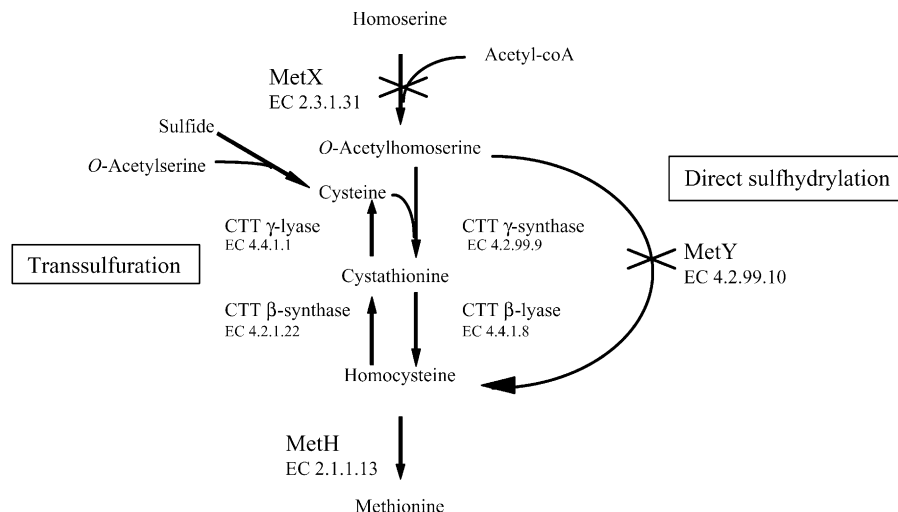 Homoserine
Acetyl-coA
MetX
EC 2.3.1.31
Sulfide
O-Acetylhomoserine
O-Acetylserine
Direct sulfhydrylation
Cysteine
CTT γ-lyase
EC 4.4.1.1
CTT γ-synthase
EC 4.2.99.9
MetY
EC 4.2.99.10
Transsulfuration
Cystathionine
CTT β-synthase
EC 4.2.1.22
CTT β-lyase
EC 4.4.1.8
Homocysteine
MetH
EC 2.1.1.13
Methionine